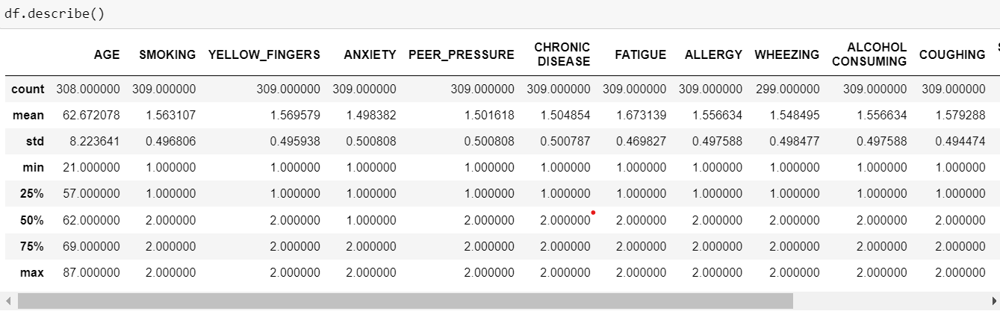 df.describe()
AGE SMOKING YELLOW_FINGERS ANXIETY PEER_PRESSURE CHRONIC DISEASE FATIGUE ALLERGY WHEEZING ALCOHOL CONSUMING COUGHING
count 308.000000 309.000000 309.000000 309.000000 309.000000 309.000000 309.000000 309.000000 299.000000 309.000000 309.000000
mean 62.672078 1.563107 1.569579 1.498382 1.501618 1.504854 1.673139 1.556634 1.548495 1.556634 1.579288
std 8.223641 0.496806 0.495938 0.500808 0.500808 0.500787 0.469827 0.497588 0.498477 0.497588 0.494474
min 21.000000 1.000000 1.000000 1.000000 1.000000 1.000000 1.000000 1.000000 1.000000 1.000000 1.000000
25% 57.000000 1.000000 1.000000 1.000000 1.000000 1.000000 1.000000 1.000000 1.000000 1.000000 1.000000
50% 62.000000 2.000000 2.000000 1.000000 2.000000 2.000000 2.000000 2.000000 2.000000 2.000000 2.000000
75% 69.000000 2.000000 2.000000 2.000000 2.000000 2.000000 2.000000 2.000000 2.000000 2.000000 2.000000
max 87.000000 2.000000 2.000000 2.000000 2.000000 2.000000 2.000000 2.000000 2.000000 2.000000 2.000000